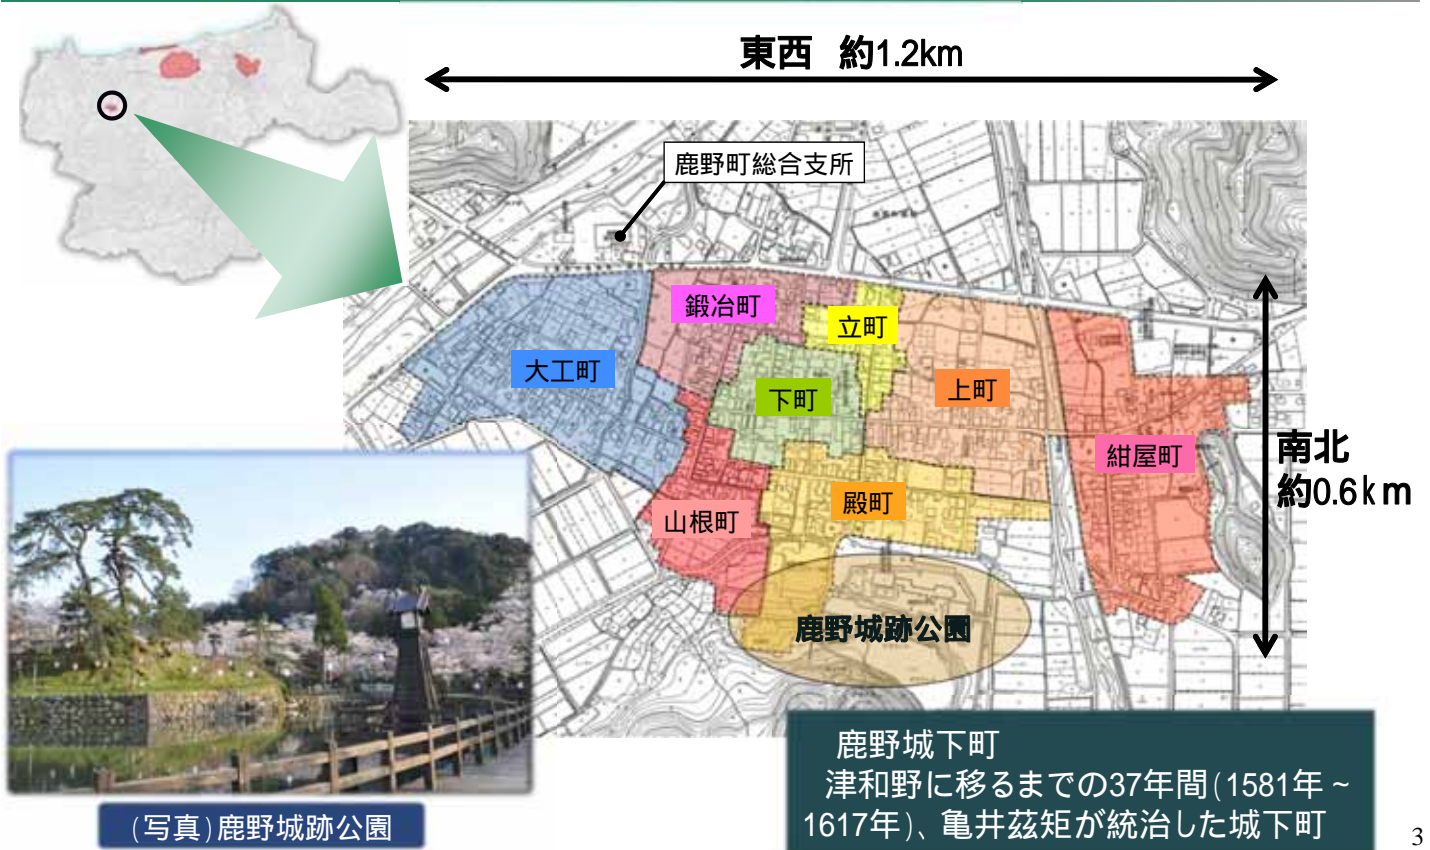 東西 約1.2km
鹿野町総合支所
鍛冶町
立町
大工町
下町
上町
紺屋町
南北
約0.6km
山根町
殿町
鹿野城跡公園
(写真)鹿野城跡公園
鹿野城下町
津和野に移るまでの37年間(1581年～
1617年)、亀井茲矩が統治した城下町
3